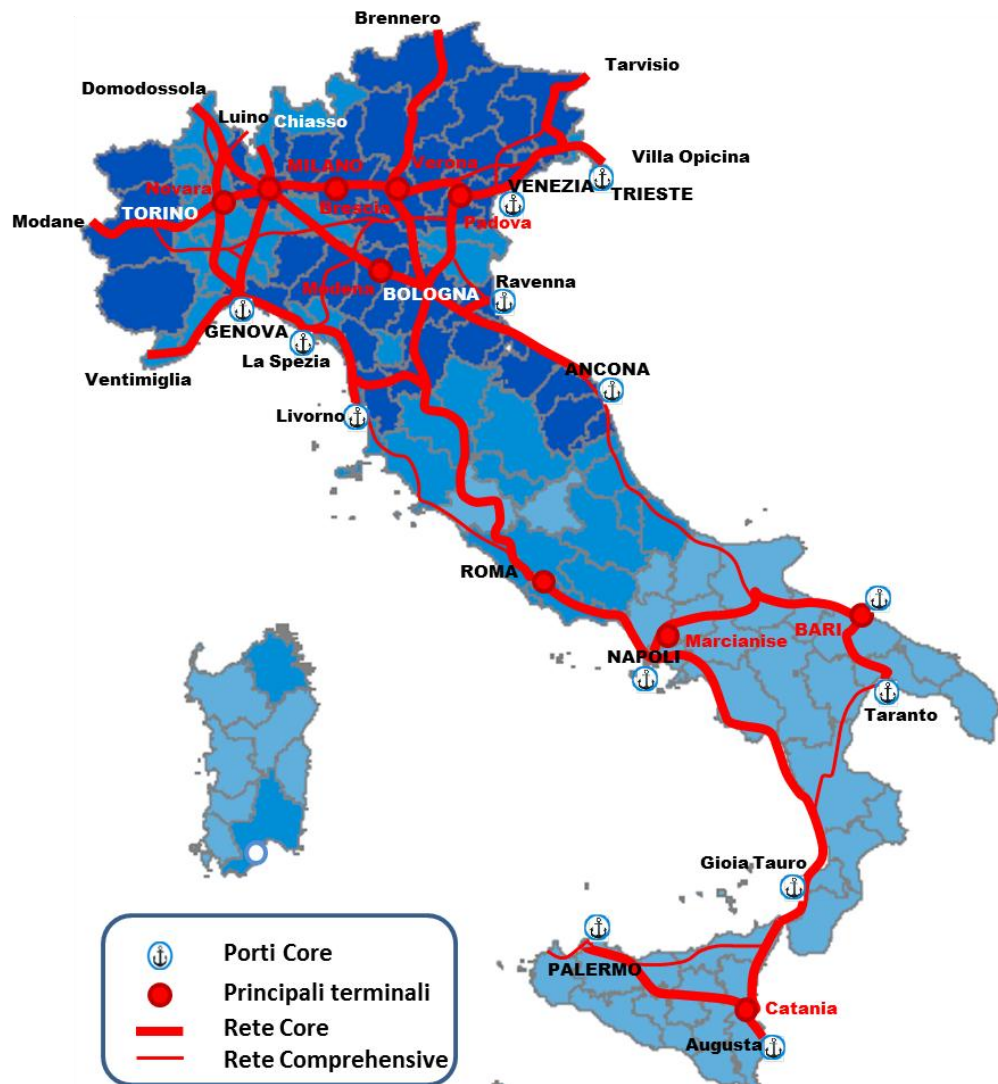 Brennero
Tarvisio
Domodossola
Luino
Chiasso
Villa Opicina
MILANO
Verona
Novara
VENEZIA
TRIESTE
Brescia
TORINO
Padova
Modane
Modena
BOLOGNA
Ravenna
GENOVA
La Spezia
Ventimiglia
ANCONA
Livorno
ROMA
BARI
Marcianise
NAPOLI
Taranto
Gioia Tauro
PALERMO
Catania
Augusta
Porti Core
Principali terminali
Rete Core
Rete Comprehensive